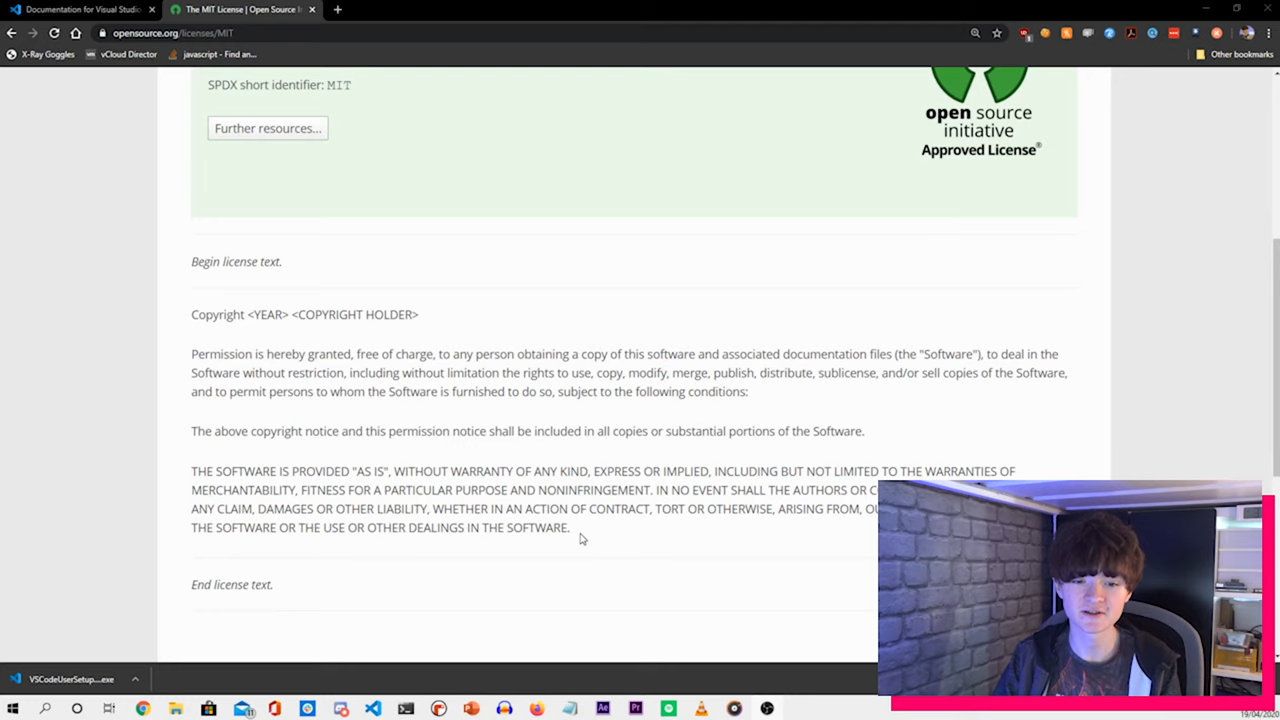 Documentation for Visual Studio
The MIT License | Open Source In
opensource.org/licenses/MIT
X-Ray Goggles
vCloud Director
javascript - Find an...
Other bookmarks
SPDX short identifier: MIT
Further resources...
open source
initiative
Approved License®
Begin license text.
Copyright <YEAR> <COPYRIGHT HOLDER>
Permission is hereby granted, free of charge, to any person obtaining a copy of this software and associated documentation files (the "Software"), to deal in the
Software without restriction, including without limitation the rights to use, copy, modify, merge, publish, distribute, sublicense, and/or sell copies of the Software,
and to permit persons to whom the Software is furnished to do so, subject to the following conditions:
The above copyright notice and this permission notice shall be included in all copies or substantial portions of the Software.
THE SOFTWARE IS PROVIDED "AS IS", WITHOUT WARRANTY OF ANY KIND, EXPRESS OR IMPLIED, INCLUDING BUT NOT LIMITED TO THE WARRANTIES OF
MERCHANTABILITY, FITNESS FOR A PARTICULAR PURPOSE AND NONINFRINGEMENT. IN NO EVENT SHALL THE AUTHORS OR
ANY CLAIM, DAMAGES OR OTHER LIABILITY, WHETHER IN AN ACTION OF CONTRACT, TORT OR OTHERWISE, ARISING FROM,
THE SOFTWARE OR THE USE OR OTHER DEALINGS IN THE SOFTWARE.
End license text.
VSCodeUserSetup....exe
19/04/2020